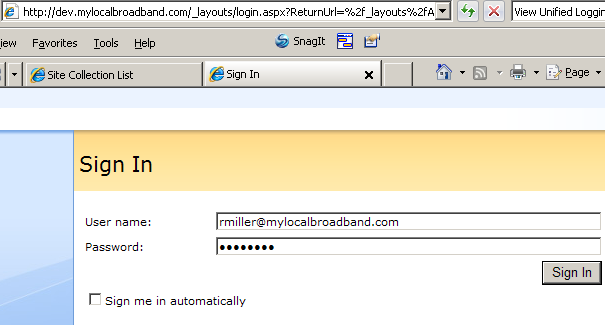 http://dev.mylocalbroadband.com/_layouts/login.aspx?ReturnUrl=%2f_layouts%2fA
View Unified Loggin
iew Favorites Tools Help SnagIt
Site Collection List Sign In Page
Sign In
User name: rmiller@mylocalbroadband.com
Password: ••••••••
Sign In
Sign me in automatically